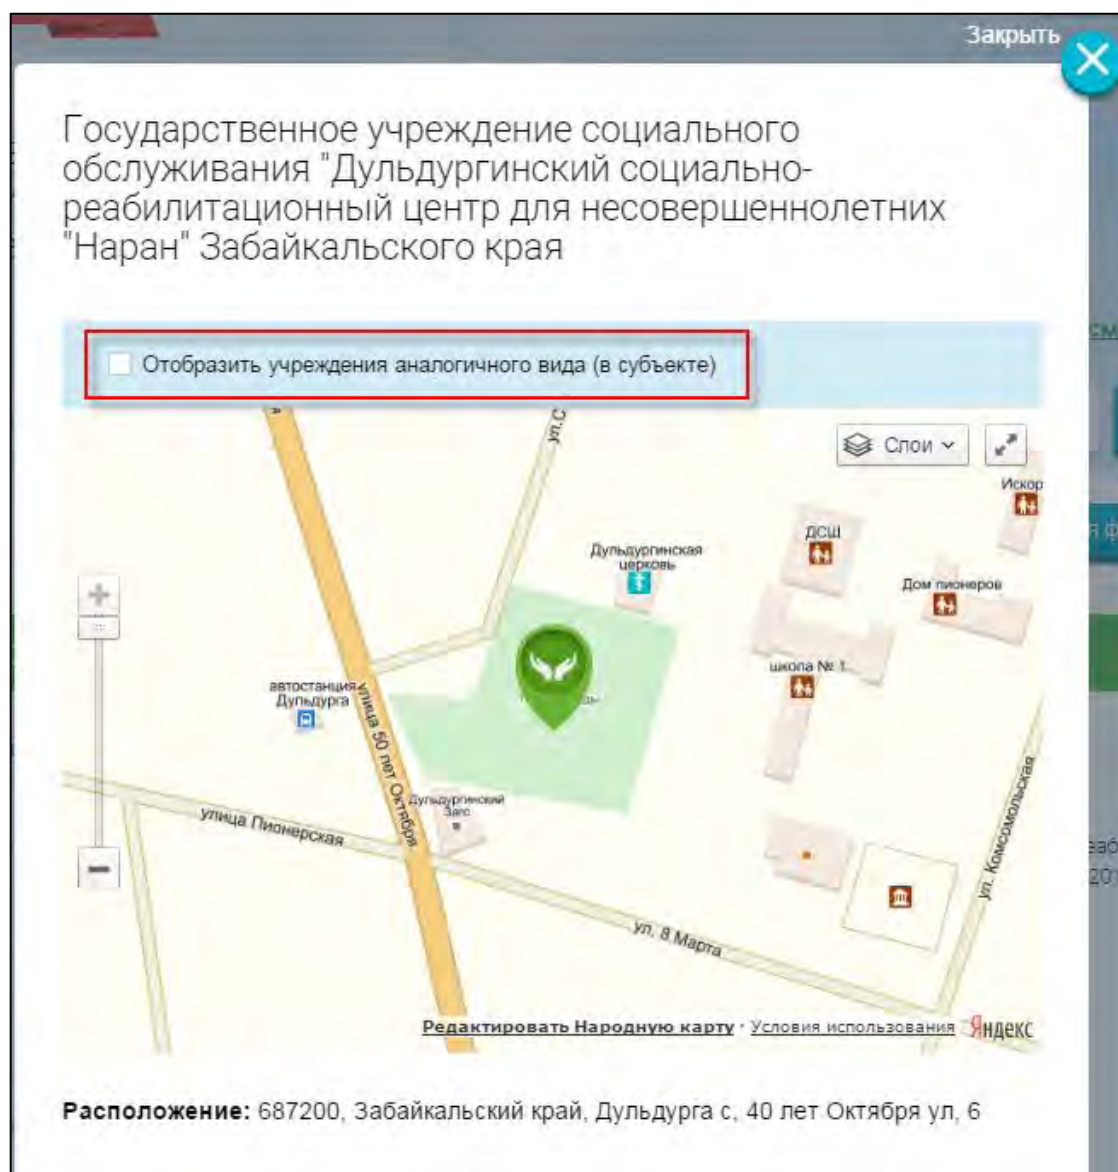 Закрыть
Государственное учреждение социального
обслуживания "Дульдургинский социально-
реабилитационный центр для несовершеннолетних
"Наран" Забайкальского края
Отобразить учреждения аналогичного вида (в субъекте)
ул.С
Слои
Искор
ДСШ
Дульдургинская
церковь
Дом пионеров
школа № 1
автостанция
Дульдурга
улица 50 лет Октября
Дульдургинский
Загс
улица Пионерская
ул. Комсомольская
ул. 8 Марта
Редактировать Народную карту · Условия использования Яндекс
Расположение: 687200, Забайкальский край, Дульдурга с, 40 лет Октября ул, 6